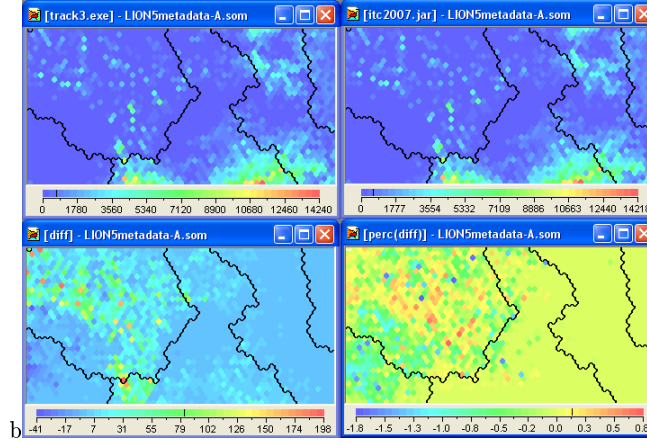 [track3.exe] - LION5metadata-A.som
[itc2007.jar] - LION5metadata-A.som
0 1780 3560 5340 7120 8900 10680 12460 14240
0 1777 3554 5332 7109 8886 10663 12440 14218
[diff] - LION5metadata-A.som
[perc(diff)] - LION5metadata-A.som
-41 -17 7 31 55 79 102 126 150 174 198
-1.8 -1.5 -1.3 -1.0 -0.7 -0.5 -0.2 0.0 0.3 0.6 0.8
b